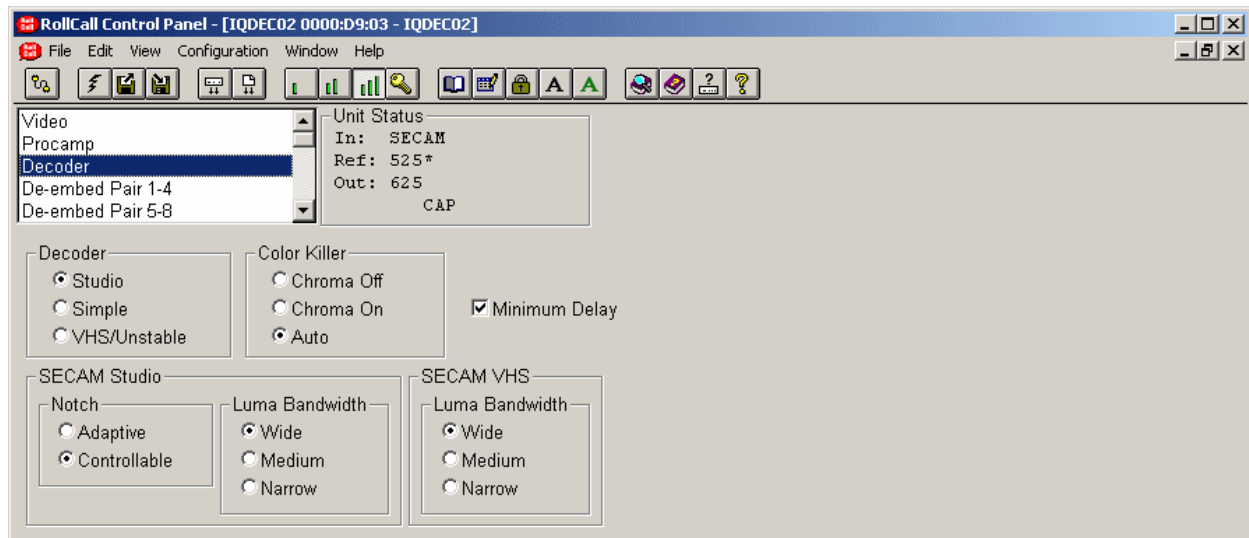 RollCall Control Panel - [IQDEC02 0000:D9:03 - IQDEC02]
File Edit View Configuration Window Help
A A ? ?
Video
Procamp
Decoder
De-embed Pair 1-4
De-embed Pair 5-8
Unit Status
In: SECAM
Ref: 525*
Out: 625
CAP
Decoder
Studio
Simple
VHS/Unstable
Color Killer
Chroma Off
Chroma On
Auto
Minimum Delay
SECAM Studio
Notch
Adaptive
Controllable
Luma Bandwidth
Wide
Medium
Narrow
SECAM VHS
Luma Bandwidth
Wide
Medium
Narrow